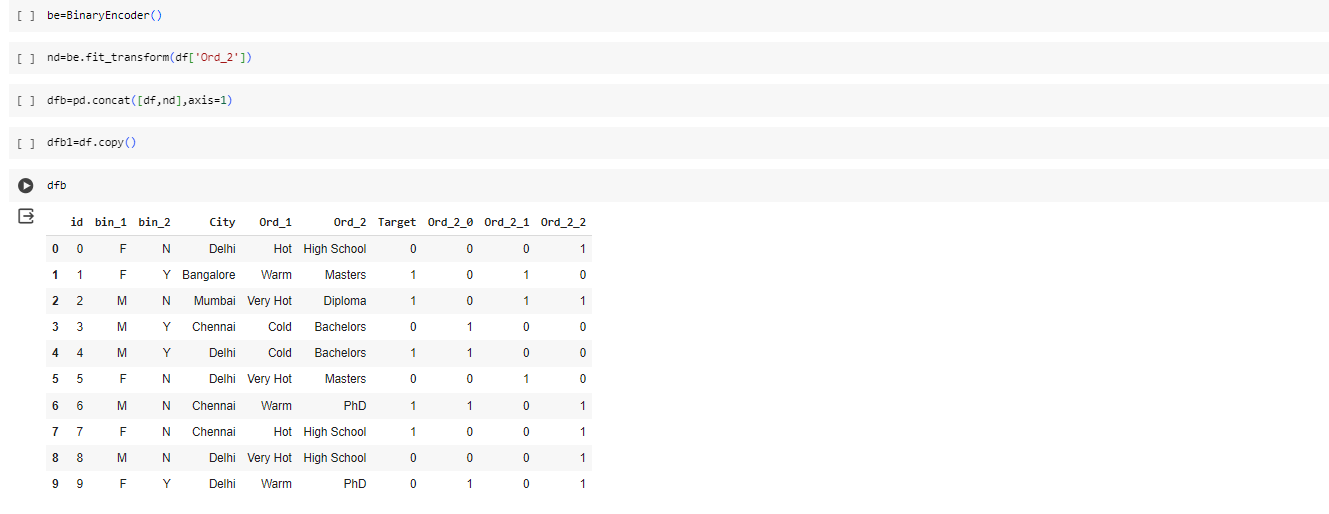 [ ] be=BinaryEncoder()
[ ] nd=be.fit_transform(df['Ord_2'])
[ ] dfb=pd.concat([df,nd],axis=1)
[ ] dfb1=df.copy()
dfb
id bin_1 bin_2 City Ord_1 Ord_2 Target Ord_2_0 Ord_2_1 Ord_2_2
0 0 F N Delhi Hot High School 0 0 0 1
1 1 F Y Bangalore Warm Masters 1 0 1 0
2 2 M N Mumbai Very Hot Diploma 1 0 1 1
3 3 M Y Chennai Cold Bachelors 0 1 0 0
4 4 M Y Delhi Cold Bachelors 1 1 0 0
5 5 F N Delhi Very Hot Masters 0 0 1 0
6 6 M N Chennai Warm PhD 1 1 0 1
7 7 F N Chennai Hot High School 1 0 0 1
8 8 M N Delhi Very Hot High School 0 0 0 1
9 9 F Y Delhi Warm PhD 0 1 0 1